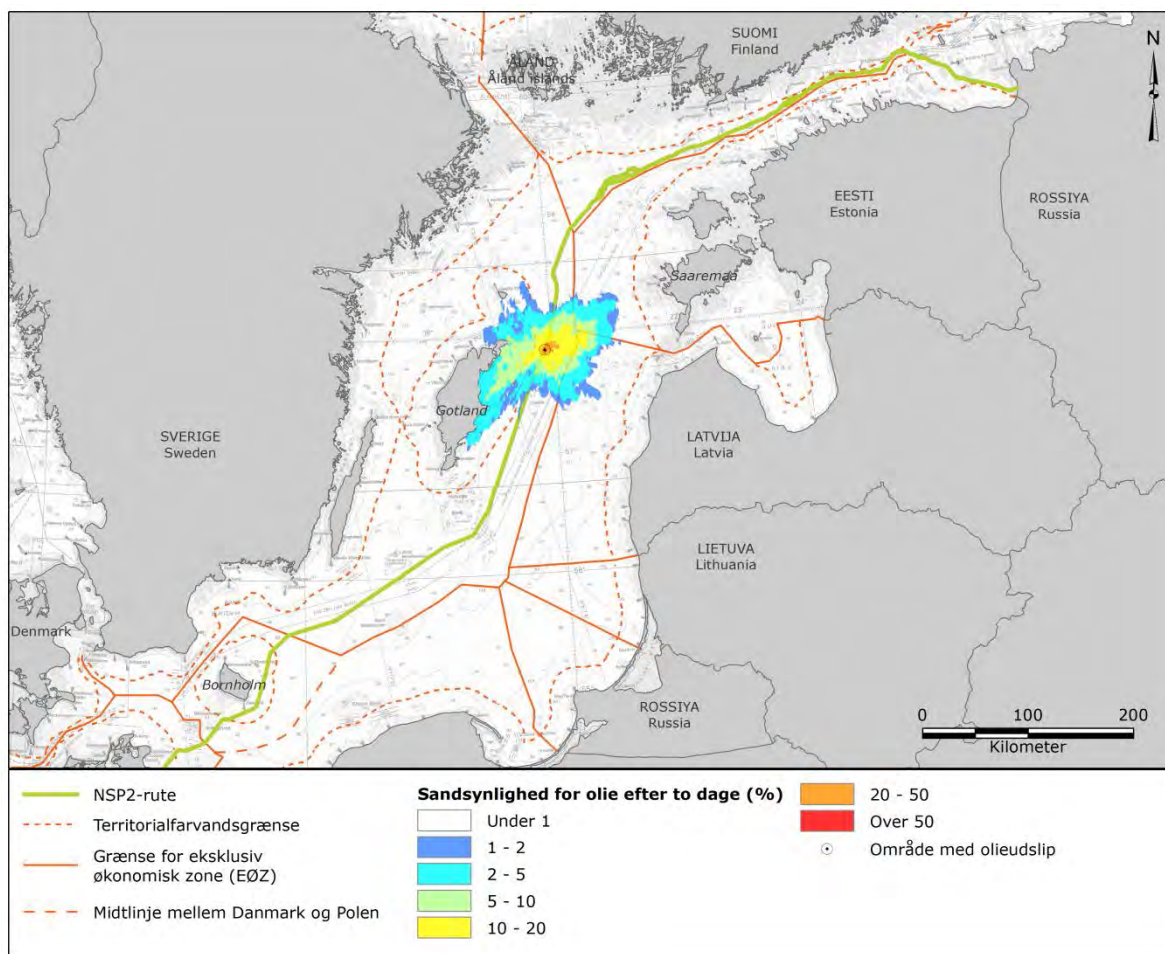 SUOMI
Finland
N
ÅLAND
Åland islands
EESTI
Estonia
ROSSIYA
Russia
Saaremaa
Gotland
SVERIGE
Sweden
LATVIJA
Latvia
LIETUVA
Lithuania
Denmark
Bornholm
ROSSIYA
Russia
0 100 200
Kilometer
NSP2-rute
Territorialfarvandsgrænse
Grænse for eksklusiv
økonomisk zone (EØZ)
Midtlinje mellem Danmark og Polen
Sandsynlighed for olie efter to dage (%)
Under 1
1 - 2
2 - 5
5 - 10
10 - 20
20 - 50
Over 50
Område med olieudslip